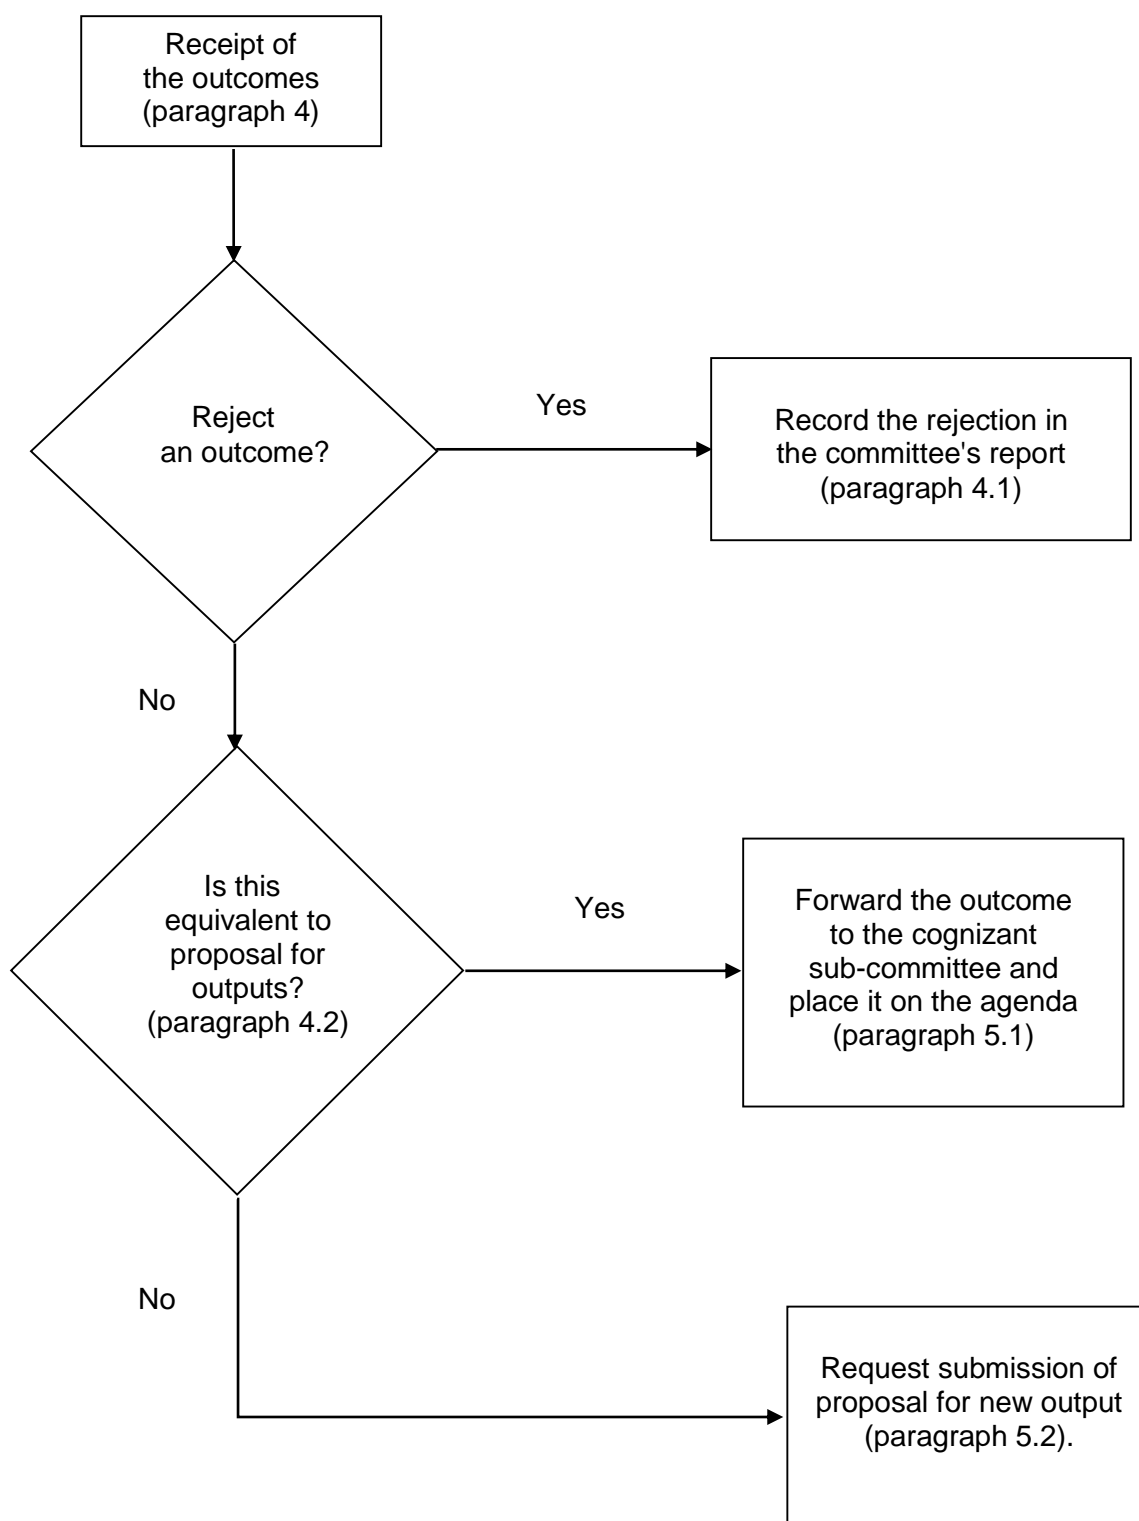 Receipt of
the outcomes
(paragraph 4)
Reject
an outcome?
Yes
Record the rejection in
the committee's report
(paragraph 4.1)
No
Is this
equivalent to
proposal for
outputs?
(paragraph 4.2)
Yes
Forward the outcome
to the cognizant
sub-committee and
place it on the agenda
(paragraph 5.1)
No
Request submission of
proposal for new output
(paragraph 5.2).